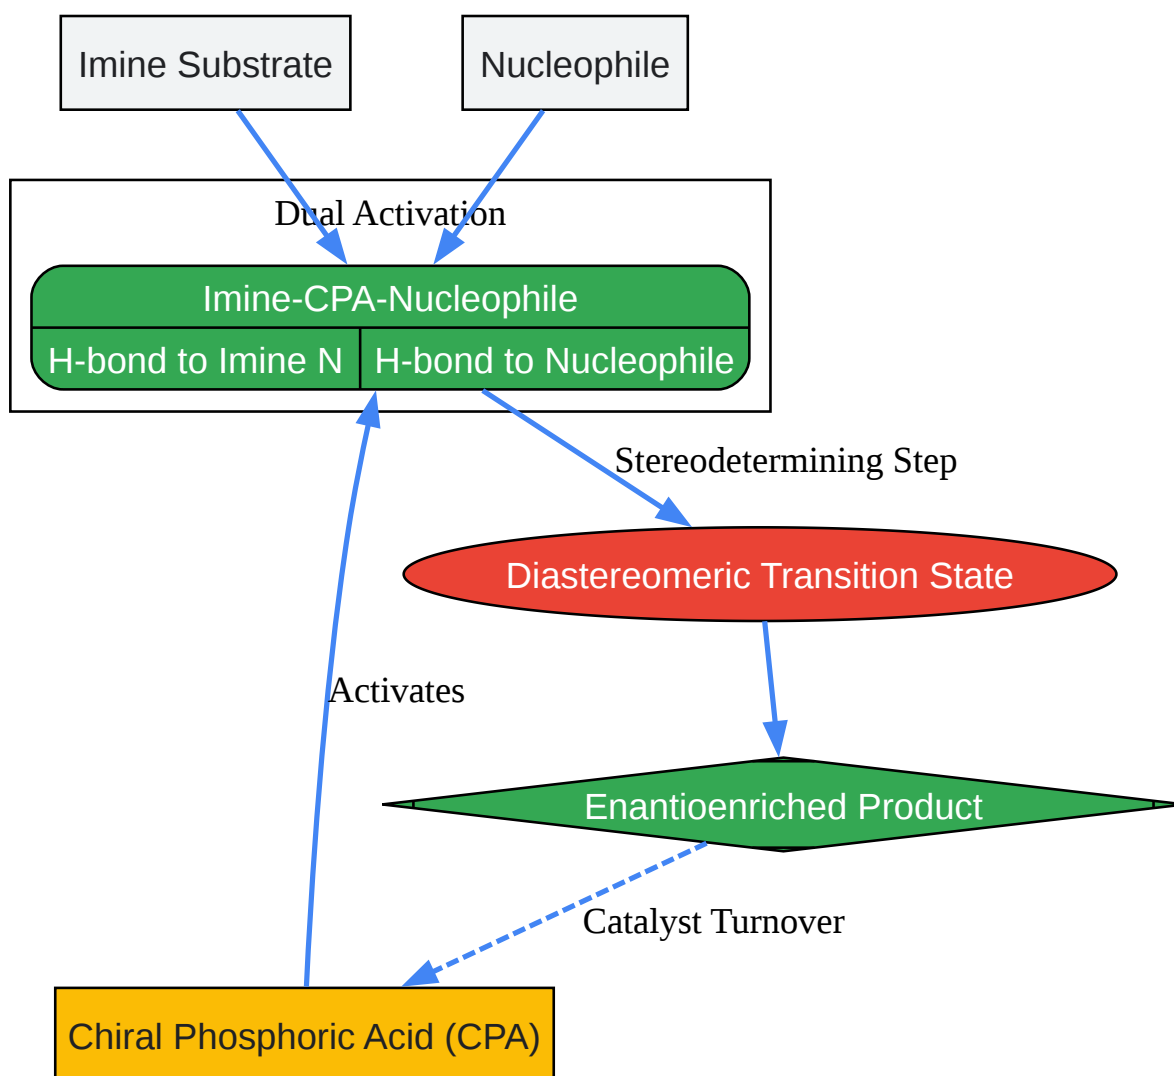 Imine Substrate
Nucleophile
Dual Activation
Imine-CPA-Nucleophile
H-bond to Imine N
H-bond to Nucleophile
Stereodetermining Step
Diastereomeric Transition State
Activates
Enantioenriched Product
Catalyst Turnover
Chiral Phosphoric Acid (CPA)